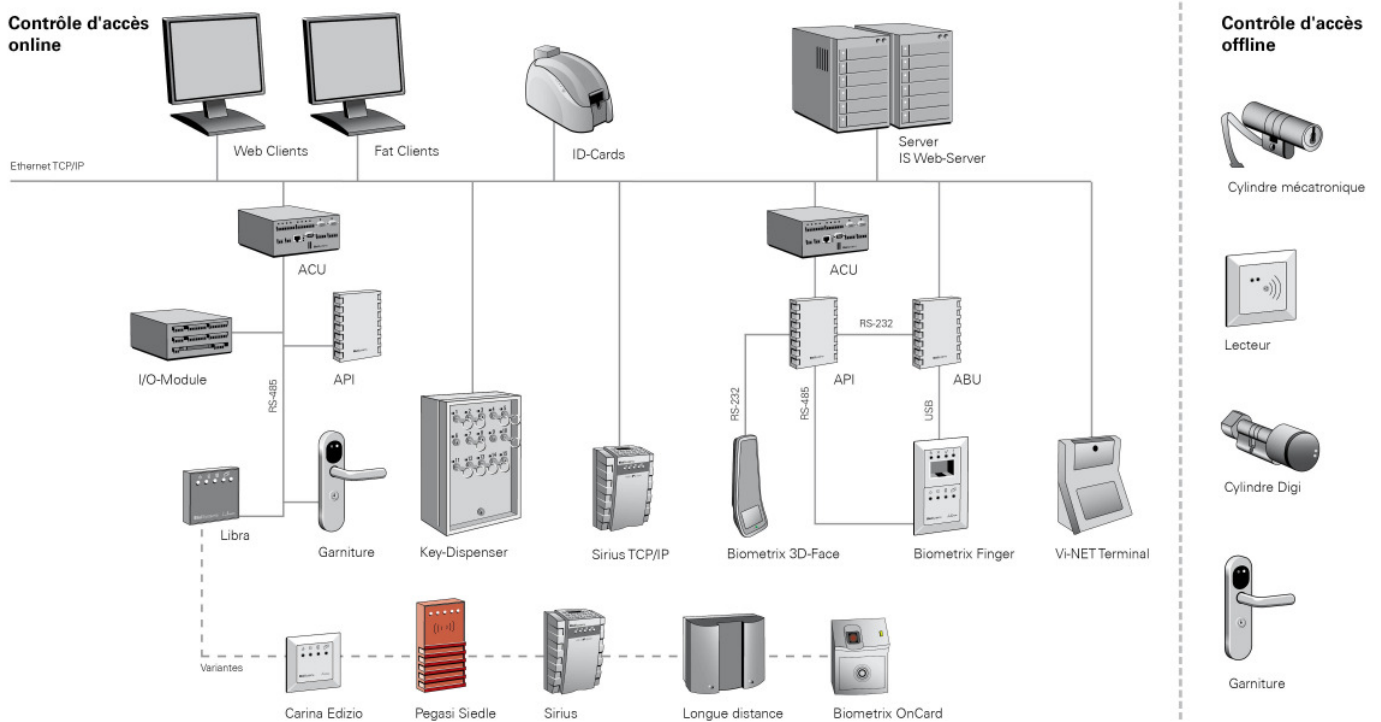 Contrôle d'accès
online
Contrôle d'accès
offline
Web Clients
Fat Clients
ID-Cards
Server
IS Web-Server
Ethernet TCP/IP
Cylindre mécatronique
ACU
ACU
RS-232
Lecteur
I/O-Module
API
API
ABU
RS-485
RS-232
RS-485
USB
Cylindre Digi
Libra
Garniture
Key-Dispenser
Sirius TCP/IP
Biometrix 3D-Face
Biometrix Finger
Vi-NET Terminal
Variantes
Garniture
Carina Edizio
Pegasi Siedle
Sirius
Longue distance
Biometrix OnCard